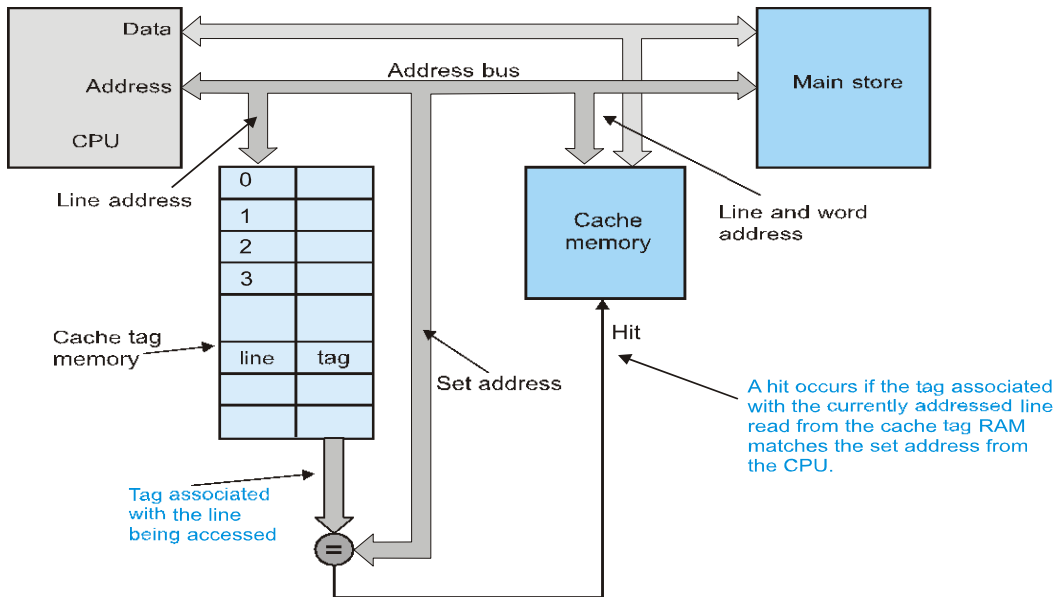 Data
Address bus
Address
Main store
CPU
Line address
0
1
2
3
line tag
Cache tag
memory
Cache
memory
Line and word
address
Hit
Set address
A hit occurs if the tag associated
with the currently addressed line
read from the cache tag RAM
matches the set address from
the CPU.
Tag associated
with the line
being accessed
=